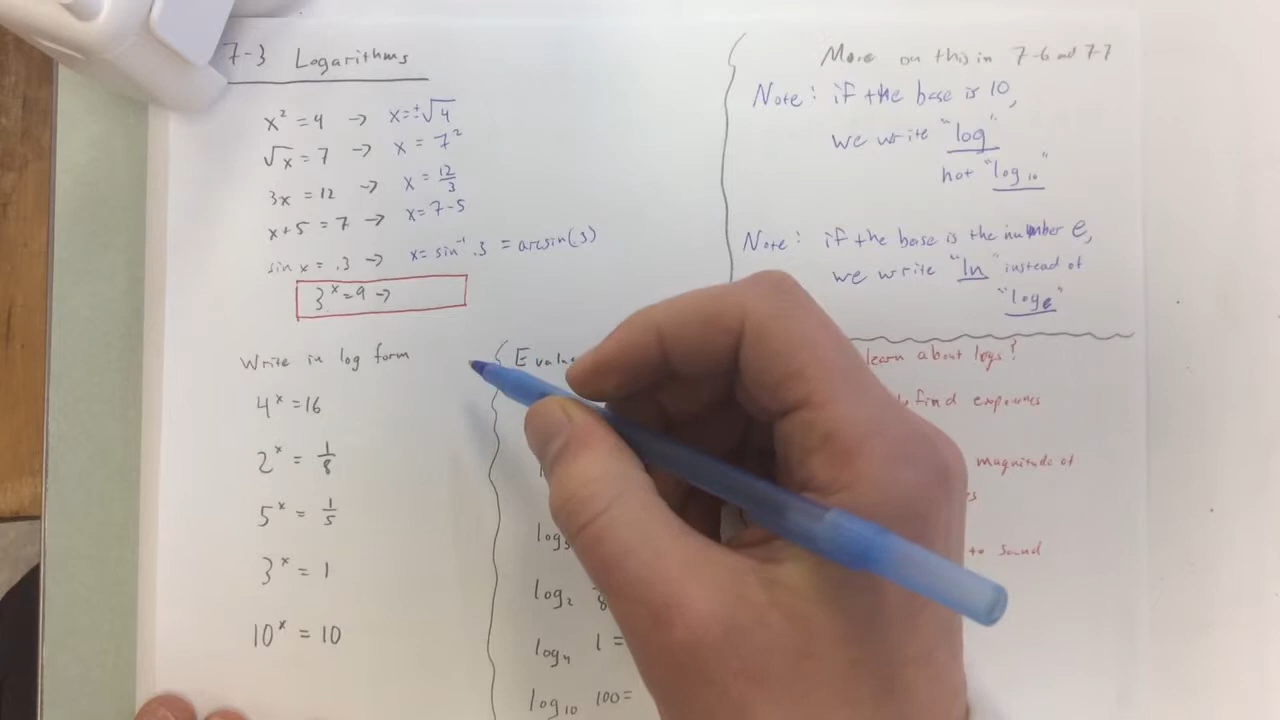 7-3 Logarithms
x² = 4 → x=±√4
√x = 7 → x = 7²
3x = 12 → x = 12/3
x+5 = 7 → x=7-5
sin x = .3 → x= sin⁻¹ .3 = arcsin(.3)
3ˣ=9 →
Write in log form
4ˣ =16
2ˣ = 1/8
5ˣ = 1/5
3ˣ = 1
10ˣ = 10
log₂
8
log₄ 1 =
log₁₀ 100=
More on this in 7-6 and 7-7
Note: if the base is 10,
we write "log"
not "log₁₀"
Note: if the base is the number e,
we write "ln" instead of
"logₑ"
learn about logs?
find
magnitude of
to sound